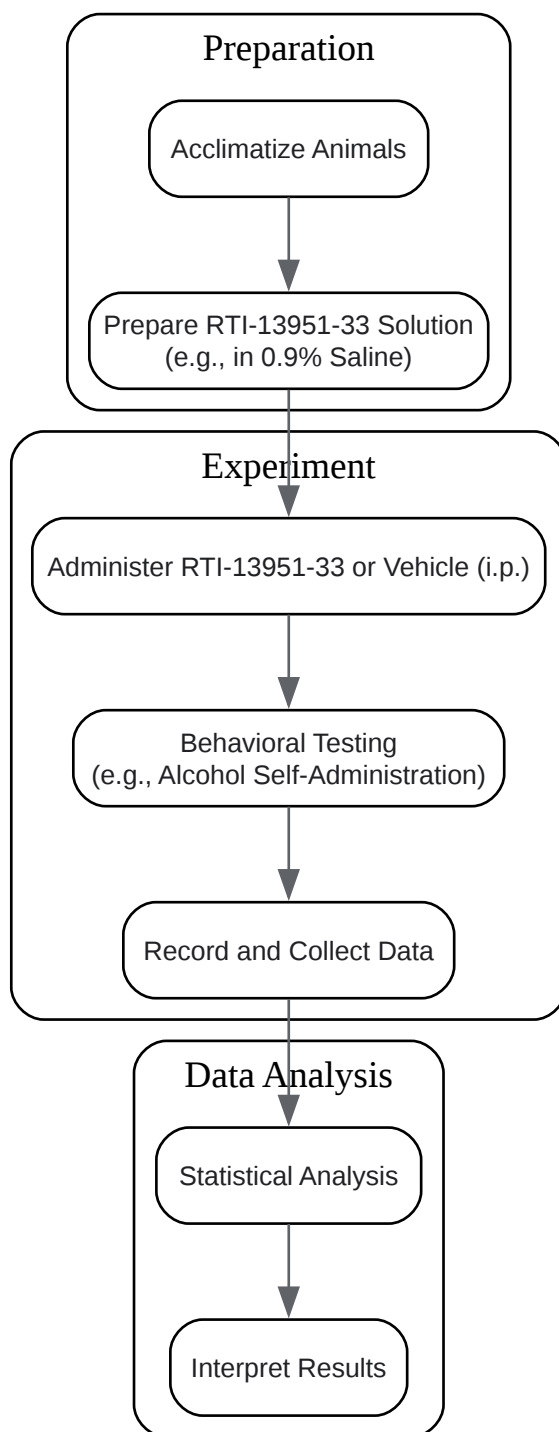 Preparation
Acclimatize Animals
Prepare RTI-13951-33 Solution
(e.g., in 0.9% Saline)
Experiment
Administer RTI-13951-33 or Vehicle (i.p.)
Behavioral Testing
(e.g., Alcohol Self-Administration)
Record and Collect Data
Data Analysis
Statistical Analysis
Interpret Results